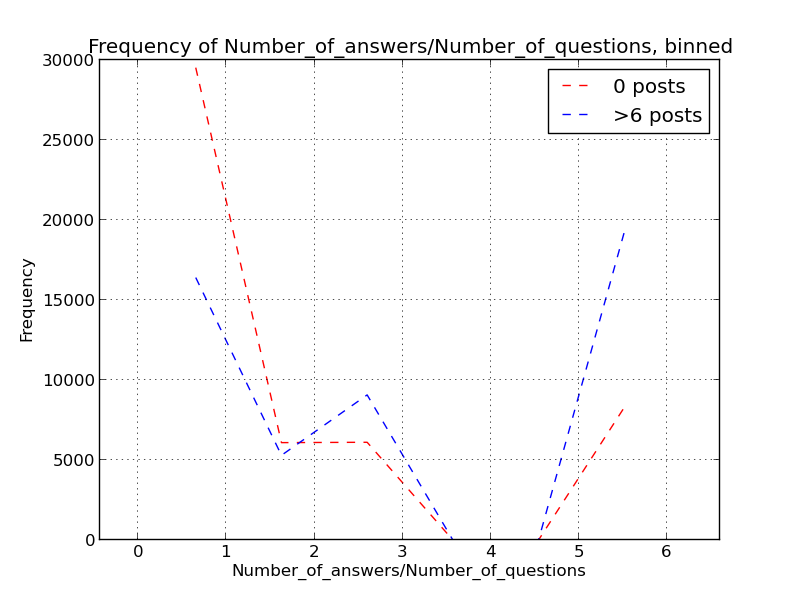 Frequency of Number_of_answers/Number_of_questions, binned
30000
25000
20000
15000
10000
5000
0
Frequency
0 posts
>6 posts
0 1 2 3 4 5 6
Number_of_answers/Number_of_questions